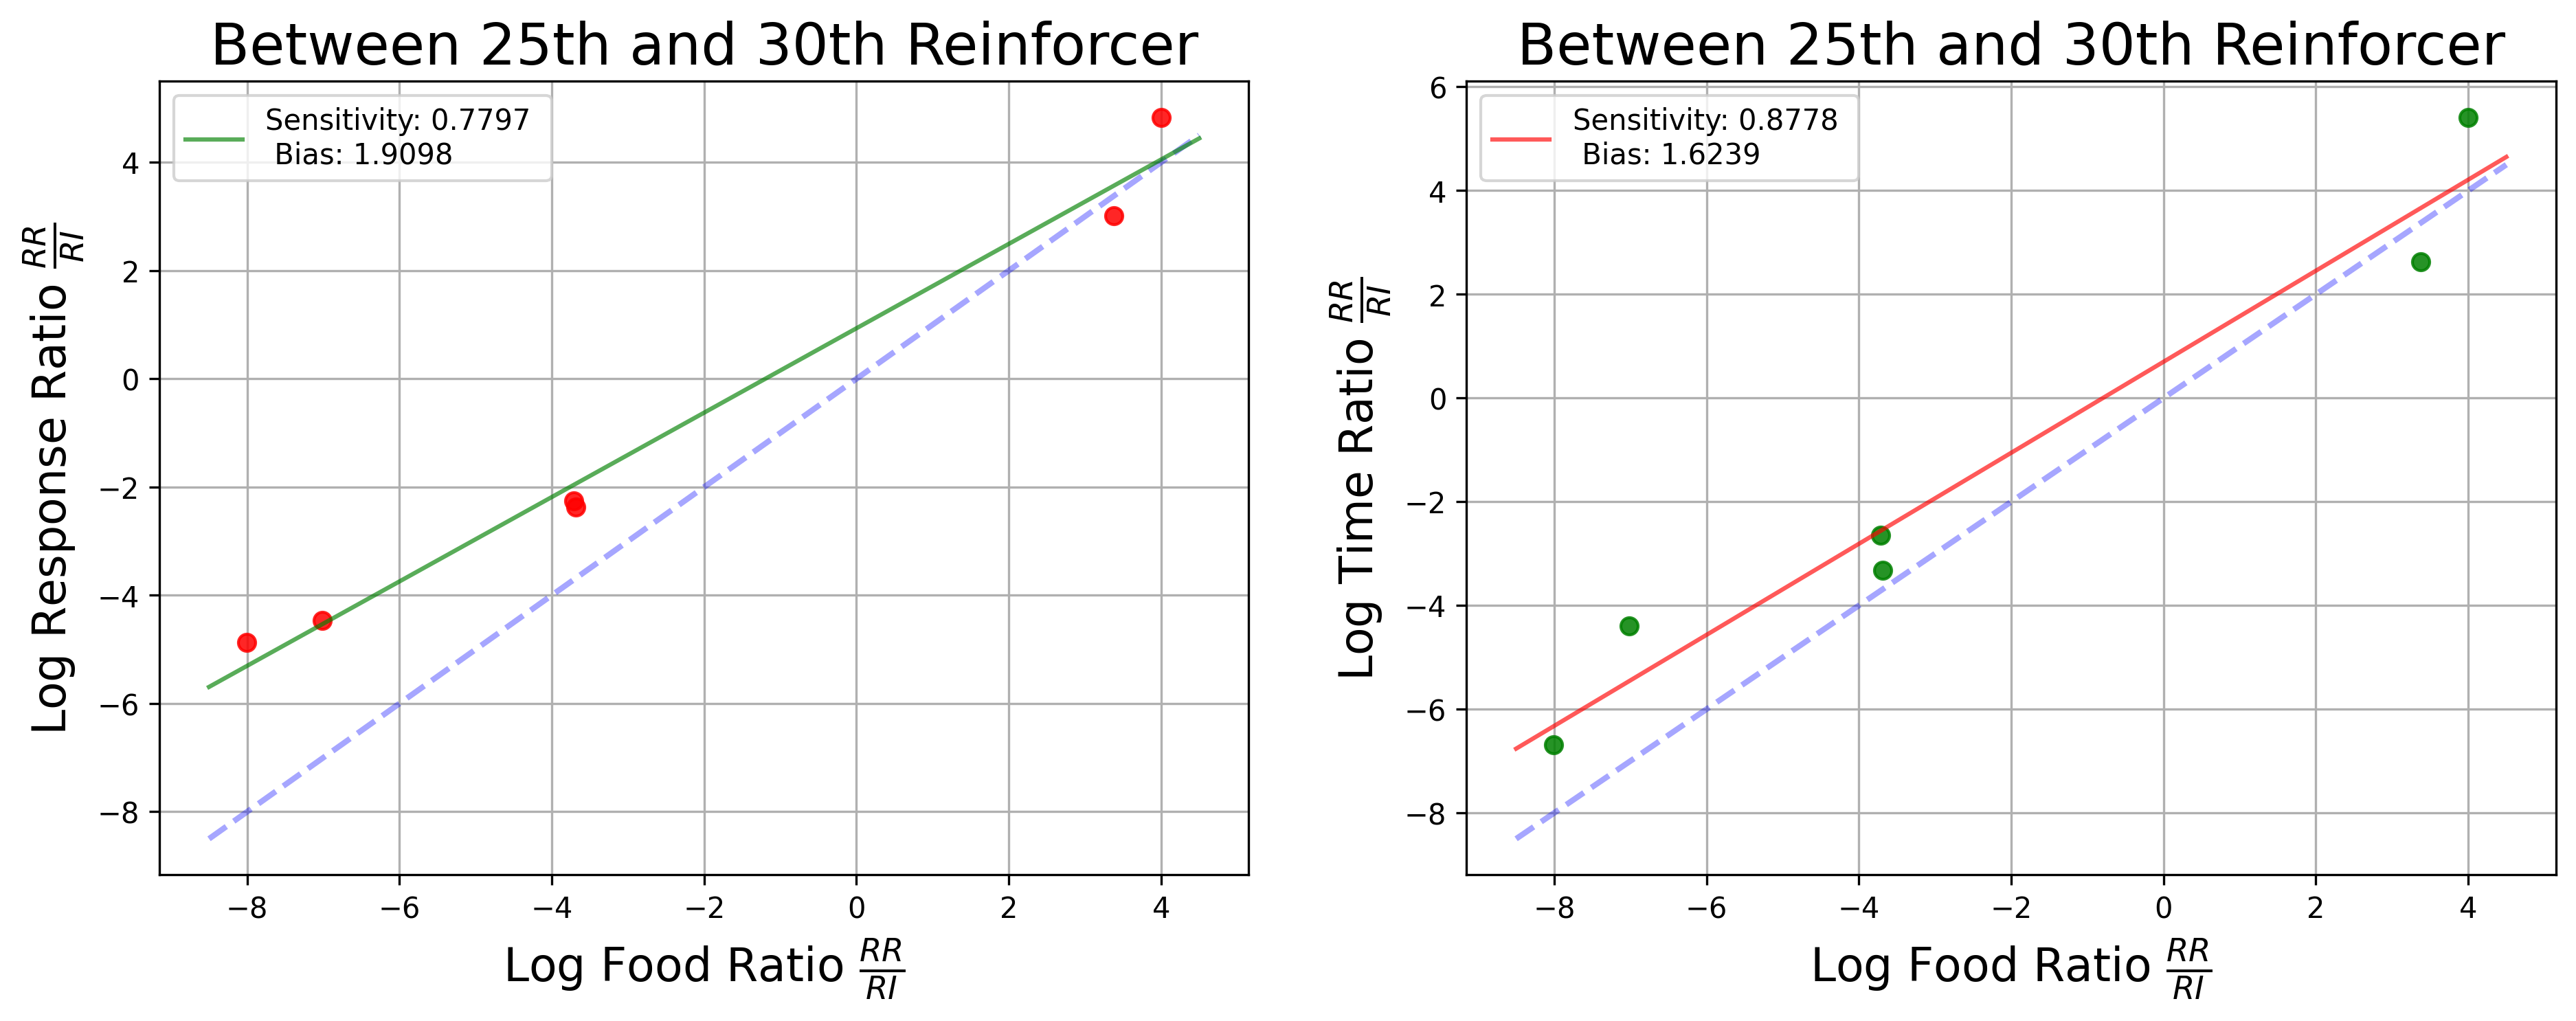 Between 25th and 30th Reinforcer
Sensitivity: 0.7797
Bias: 1.9098
Log Response Ratio RR/RI
4
2
0
−2
−4
−6
−8
−8 −6 −4 −2 0 2 4
Log Food Ratio RR/RI
Between 25th and 30th Reinforcer
Sensitivity: 0.8778
Bias: 1.6239
Log Time Ratio RR/RI
6
4
2
0
−2
−4
−6
−8
−8 −6 −4 −2 0 2 4
Log Food Ratio RR/RI